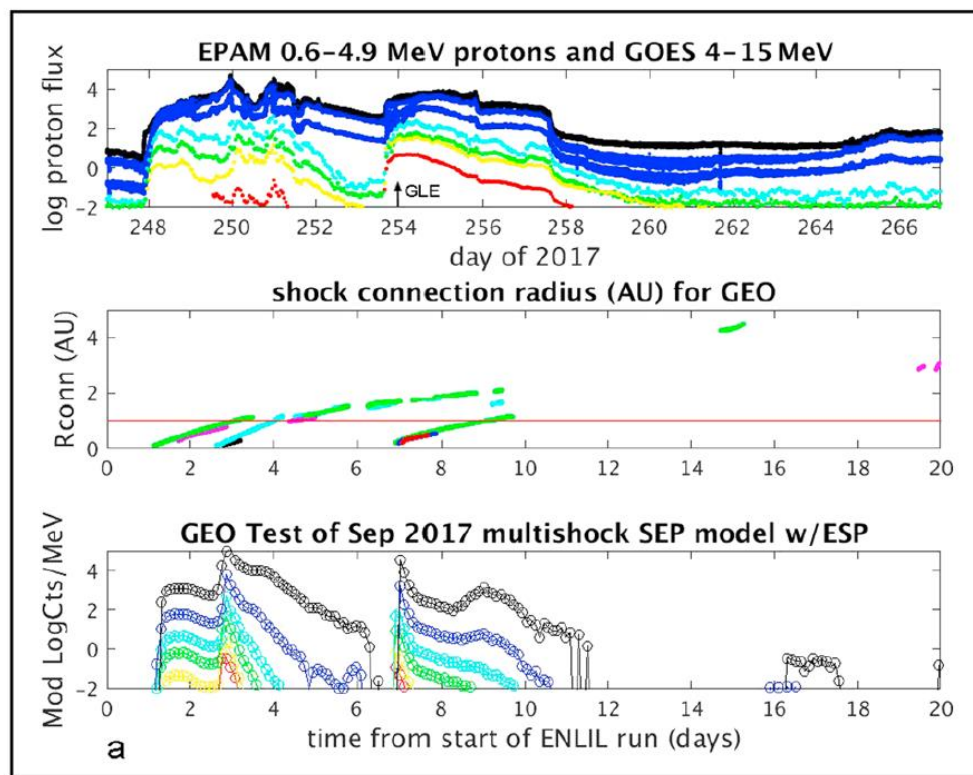 EPAM 0.6-4.9 MeV protons and GOES 4-15 MeV
log proton flux
4
2
0
-2
GLE
248 250 252 254 256 258 260 262 264 266
day of 2017
shock connection radius (AU) for GEO
Rconn (AU)
4
2
0
0 2 4 6 8 10 12 14 16 18 20
GEO Test of Sep 2017 multishock SEP model w/ESP
Mod LogCts/MeV
4
2
0
-2
0 2 4 6 8 10 12 14 16 18 20
time from start of ENLIL run (days)
a